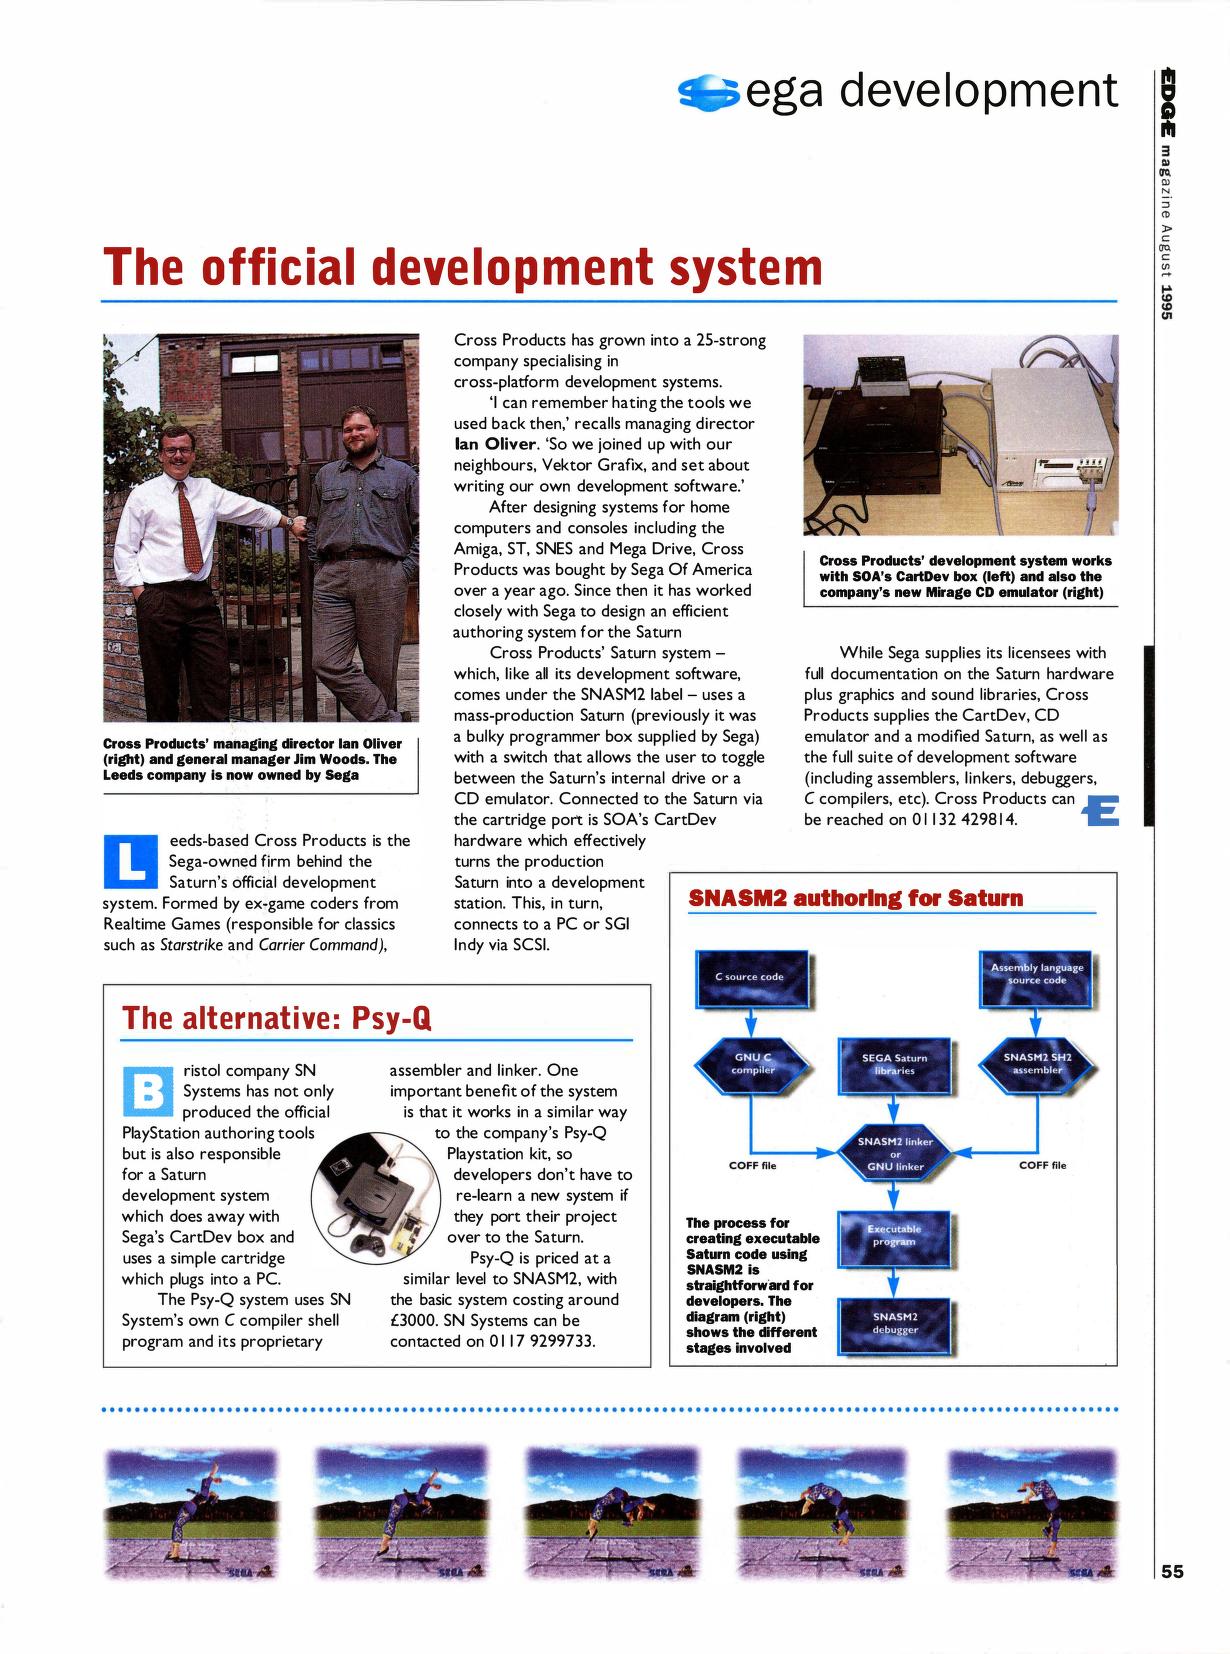 ega development
EDGE magazine August 1995
The official development system
Cross Products' managing director Ian Oliver
(right) and general manager Jim Woods. The
Leeds company is now owned by Sega
Leeds-based Cross Products is the
Sega-owned firm behind the
Saturn's official development
system. Formed by ex-game coders from
Realtime Games (responsible for classics
such as Starstrike and Carrier Command),
Cross Products has grown into a 25-strong
company specialising in
cross-platform development systems.
'I can remember hating the tools we
used back then,' recalls managing director
Ian Oliver. 'So we joined up with our
neighbours, Vektor Grafix, and set about
writing our own development software.'
After designing systems for home
computers and consoles including the
Amiga, ST, SNES and Mega Drive, Cross
Products was bought by Sega Of America
over a year ago. Since then it has worked
closely with Sega to design an efficient
authoring system for the Saturn
Cross Products' Saturn system –
which, like all its development software,
comes under the SNASM2 label – uses a
mass-production Saturn (previously it was
a bulky programmer box supplied by Sega)
with a switch that allows the user to toggle
between the Saturn's internal drive or a
CD emulator. Connected to the Saturn via
the cartridge port is SOA's CartDev
hardware which effectively
turns the production
Saturn into a development
station. This, in turn,
connects to a PC or SGI
Indy via SCSI.
Cross Products' development system works
with SOA's CartDev box (left) and also the
company's new Mirage CD emulator (right)
While Sega supplies its licensees with
full documentation on the Saturn hardware
plus graphics and sound libraries, Cross
Products supplies the CartDev, CD
emulator and a modified Saturn, as well as
the full suite of development software
(including assemblers, linkers, debuggers,
C compilers, etc). Cross Products can
be reached on 01132 429814.
E
The alternative: Psy-Q
Bristol company SN
Systems has not only
produced the official
PlayStation authoring tools
but is also responsible
for a Saturn
development system
which does away with
Sega's CartDev box and
uses a simple cartridge
which plugs into a PC.
The Psy-Q system uses SN
System's own C compiler shell
program and its proprietary
assembler and linker. One
important benefit of the system
is that it works in a similar way
to the company's Psy-Q
Playstation kit, so
developers don't have to
re-learn a new system if
they port their project
over to the Saturn.
Psy-Q is priced at a
similar level to SNASM2, with
the basic system costing around
£3000. SN Systems can be
contacted on 0117 9299733.
SNASM2 authoring for Saturn
C source code
Assembly language
source code
GNU C
compiler
SEGA Saturn
libraries
SNASM2 SH2
assembler
SNASM2 linker
or
GNU linker
COFF file
COFF file
Executable
program
SNASM2
debugger
The process for
creating executable
Saturn code using
SNASM2 is
straightforward for
developers. The
diagram (right)
shows the different
stages involved
SEGA
SEGA
SEGA
SEGA
SEGA
55